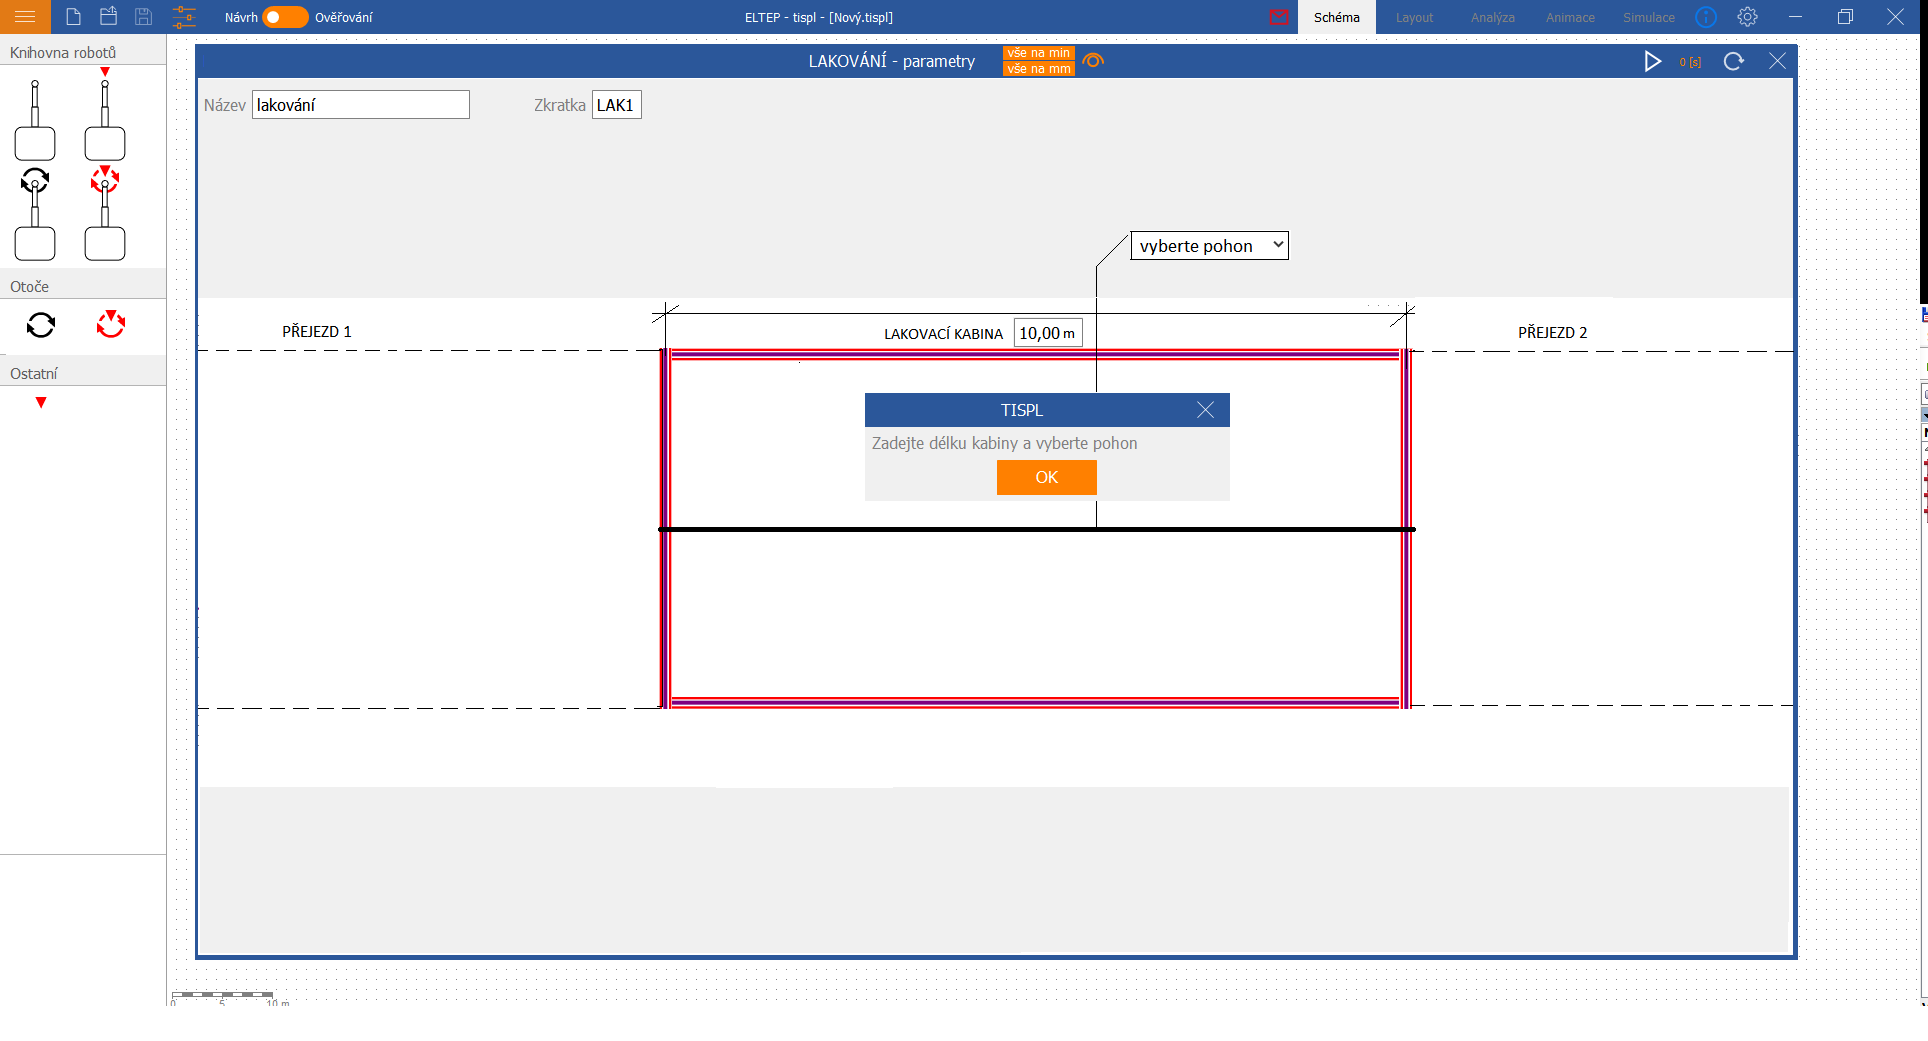 Návrh Ověřování ELTEP - tispl - [Nový.tispl] Schéma Layout Analýza Animace Simulace
Knihovna robotů
LAKOVÁNÍ - parametry
vše na min
vše na mm
0 [s]
Název lakování Zkratka LAK1
vyberte pohon
Otoče
PŘEJEZD 1
LAKOVACÍ KABINA 10,00 m
PŘEJEZD 2
Ostatní
TISPL
Zadejte délku kabiny a vyberte pohon
OK
0 5 10 m